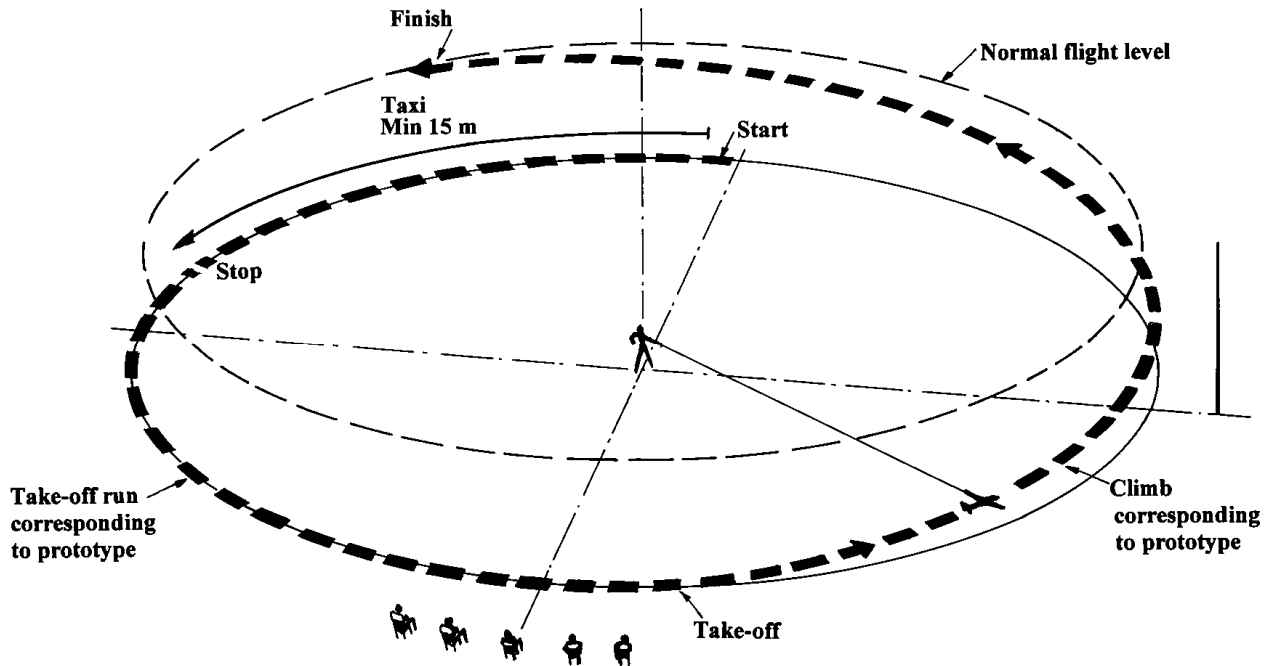 Finish
Normal flight level
Taxi
Min 15 m
Start
Stop
Take-off run
corresponding
to prototype
Climb
corresponding
to prototype
Take-off